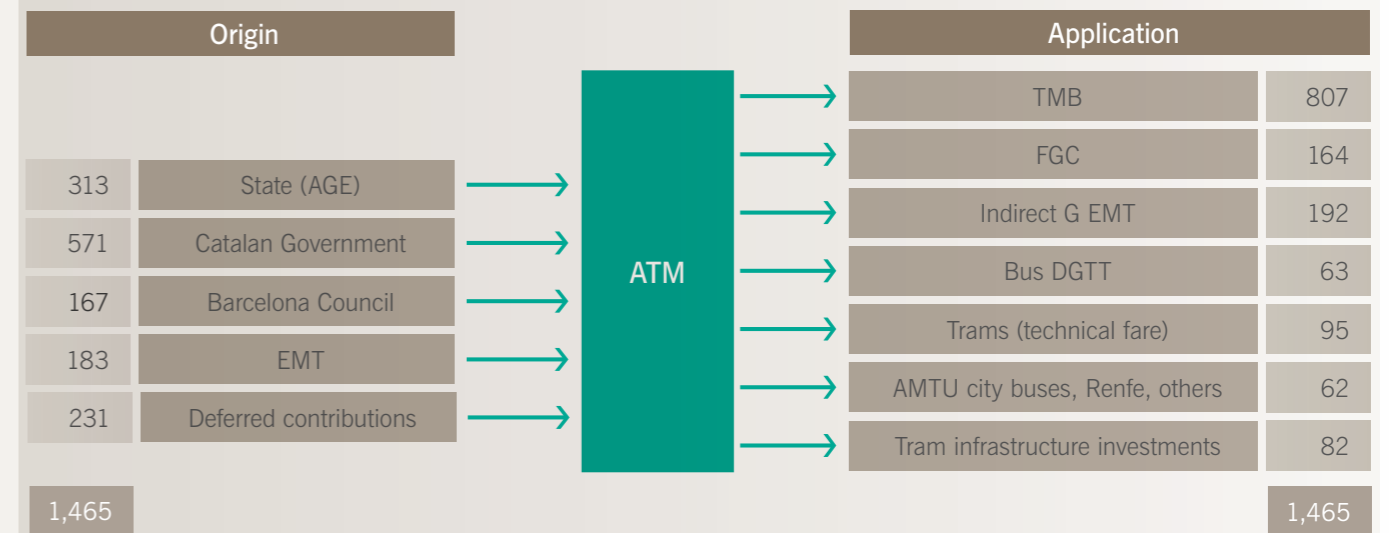 Origin
313 State (AGE)
571 Catalan Government
167 Barcelona Council
183 EMT
231 Deferred contributions
1,465
ATM
Application
TMB 807
FGC 164
Indirect G EMT 192
Bus DGTT 63
Trams (technical fare) 95
AMTU city buses, Renfe, others 62
Tram infrastructure investments 82
1,465